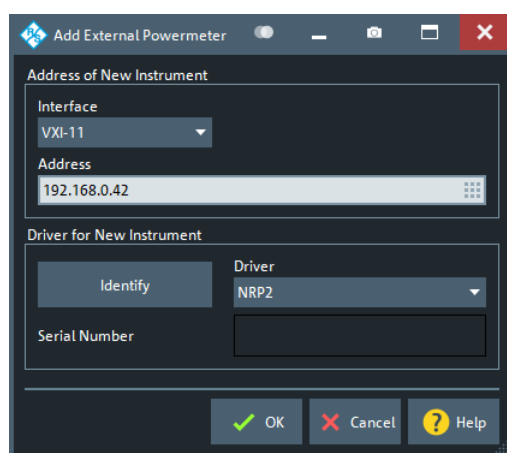 Add External Powermeter
Address of New Instrument
Interface
VXI-11
Address
192.168.0.42
Driver for New Instrument
Identify
Driver
NRP2
Serial Number
OK
Cancel
? Help